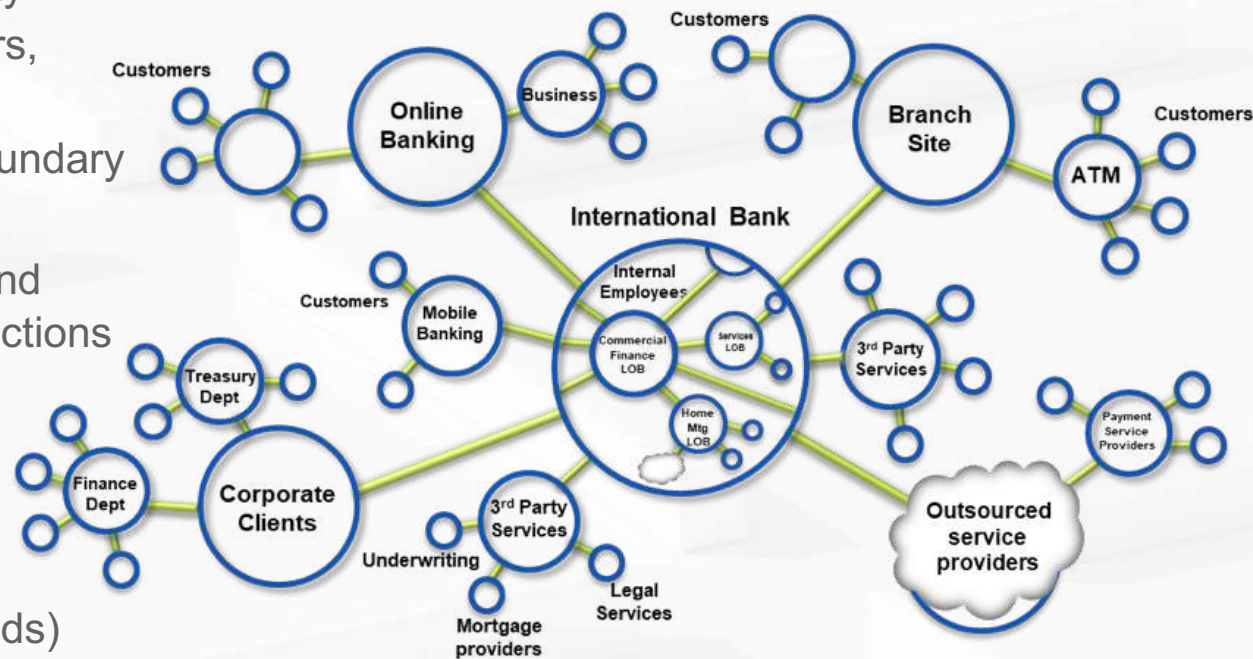 rs,
undary
nd
ctions
ds)
Customers
Online
Banking
Business
Customers
Branch
Site
ATM
Customers
International Bank
Internal
Employees
Commercial
Finance
LOB
Services
LOB
Home
Mtg
LOB
Customers
Mobile
Banking
3rd Party
Services
Payment
Service
Providers
Outsourced
service
providers
Treasury
Dept
Finance
Dept
Corporate
Clients
3rd Party
Services
Underwriting
Legal
Services
Mortgage
providers